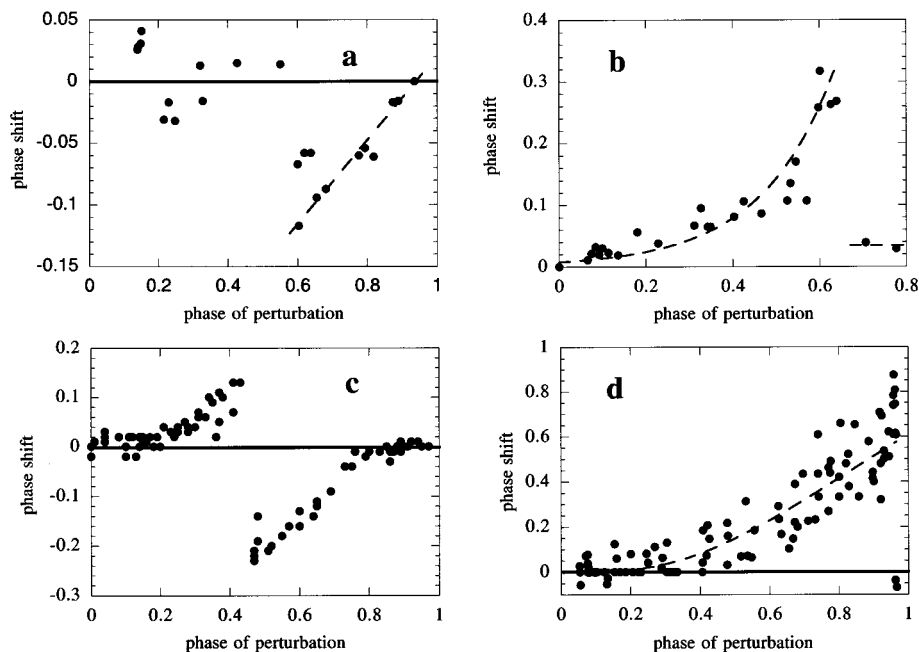 0.05
0
-0.05
-0.1
-0.15
phase shift
a
0 0.2 0.4 0.6 0.8 1
phase of perturbation
0.4
0.3
0.2
0.1
0
phase shift
b
0 0.2 0.4 0.6 0.8
phase of perturbation
0.2
0.1
0
-0.1
-0.2
-0.3
phase shift
c
0 0.2 0.4 0.6 0.8 1
phase of perturbation
1
0.8
0.6
0.4
0.2
0
phase shift
d
0 0.2 0.4 0.6 0.8 1
phase of perturbation